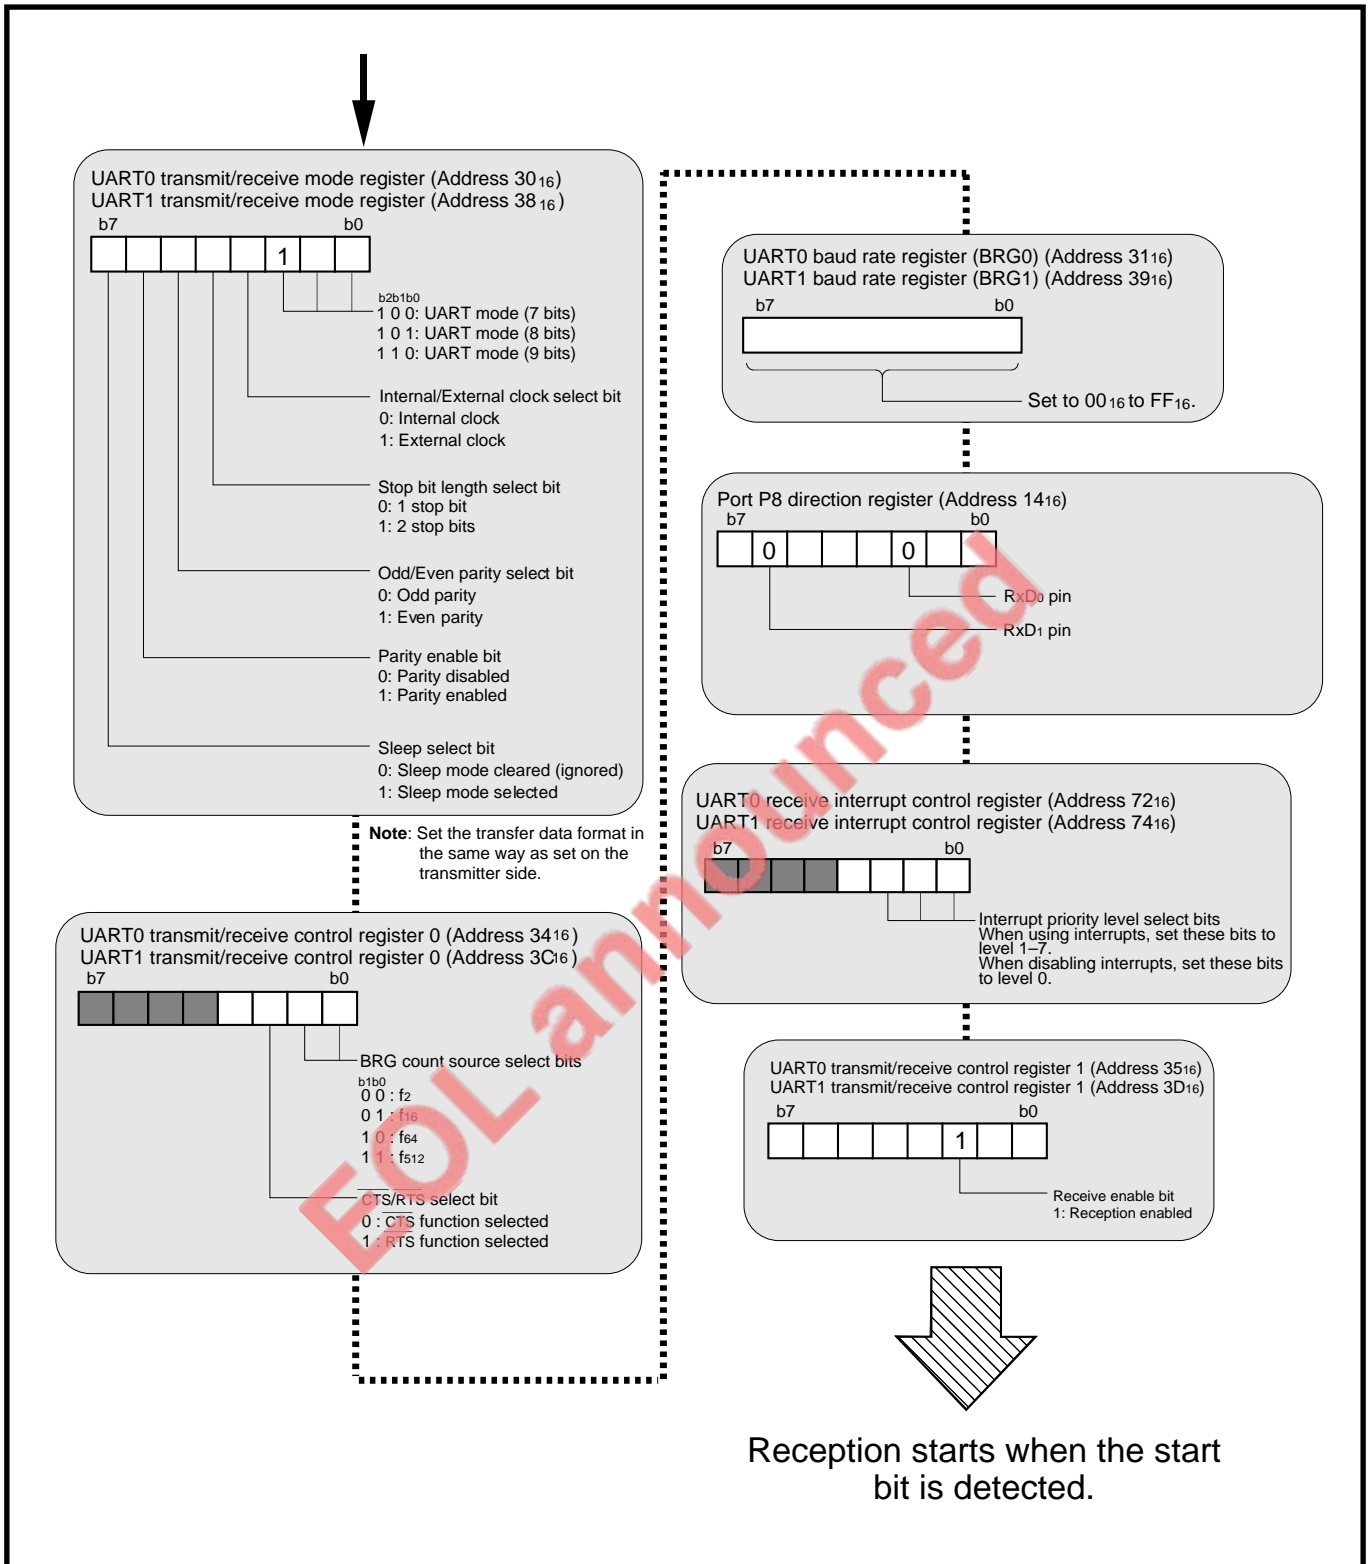 UART0 transmit/receive mode register (Address 3016)
UART1 transmit/receive mode register (Address 3816)
b7 b0
1
b2b1b0
1 0 0: UART mode (7 bits)
1 0 1: UART mode (8 bits)
1 1 0: UART mode (9 bits)
Internal/External clock select bit
0: Internal clock
1: External clock
Stop bit length select bit
0: 1 stop bit
1: 2 stop bits
Odd/Even parity select bit
0: Odd parity
1: Even parity
Parity enable bit
0: Parity disabled
1: Parity enabled
Sleep select bit
0: Sleep mode cleared (ignored)
1: Sleep mode selected
Note: Set the transfer data format in
the same way as set on the
transmitter side.
UART0 transmit/receive control register 0 (Address 3416)
UART1 transmit/receive control register 0 (Address 3C16)
b7 b0
BRG count source select bits
b1b0
0 0 : f2
0 1 : f16
1 0 : f64
1 1 : f512
CTS/RTS select bit
0 : CTS function selected
1 : RTS function selected
UART0 baud rate register (BRG0) (Address 3116)
UART1 baud rate register (BRG1) (Address 3916)
b7 b0
Set to 0016 to FF16.
Port P8 direction register (Address 1416)
b7 b0
0 0
RxD0 pin
RxD1 pin
UART0 receive interrupt control register (Address 7216)
UART1 receive interrupt control register (Address 7416)
b7 b0
Interrupt priority level select bits
When using interrupts, set these bits to
level 1–7.
When disabling interrupts, set these bits
to level 0.
UART0 transmit/receive control register 1 (Address 3516)
UART1 transmit/receive control register 1 (Address 3D16)
b7 b0
1
Receive enable bit
1: Reception enabled
Reception starts when the start
bit is detected.
EOL announced